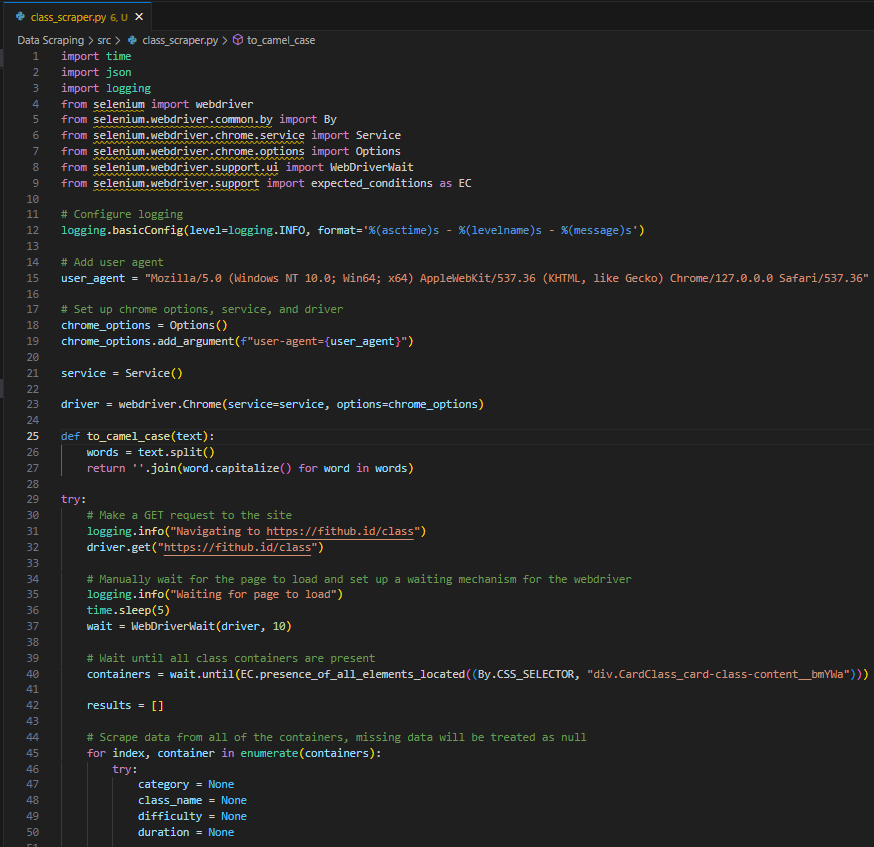 class_scraper.py 6, U ×
Data Scraping > src > class_scraper.py > to_camel_case
1 import time
2 import json
3 import logging
4 from selenium import webdriver
5 from selenium.webdriver.common.by import By
6 from selenium.webdriver.chrome.service import Service
7 from selenium.webdriver.chrome.options import Options
8 from selenium.webdriver.support.ui import WebDriverWait
9 from selenium.webdriver.support import expected_conditions as EC
10
11 # Configure logging
12 logging.basicConfig(level=logging.INFO, format='%(asctime)s - %(levelname)s - %(message)s')
13
14 # Add user agent
15 user_agent = "Mozilla/5.0 (Windows NT 10.0; Win64; x64) AppleWebKit/537.36 (KHTML, like Gecko) Chrome/127.0.0.0 Safari/537.36"
16
17 # Set up chrome options, service, and driver
18 chrome_options = Options()
19 chrome_options.add_argument(f"user-agent={user_agent}")
20
21 service = Service()
22
23 driver = webdriver.Chrome(service=service, options=chrome_options)
24
25 def to_camel_case(text):
26     words = text.split()
27     return ''.join(word.capitalize() for word in words)
28
29 try:
30     # Make a GET request to the site
31     logging.info("Navigating to https://fithub.id/class")
32     driver.get("https://fithub.id/class")
33
34     # Manually wait for the page to load and set up a waiting mechanism for the webdriver
35     logging.info("Waiting for page to load")
36     time.sleep(5)
37     wait = WebDriverWait(driver, 10)
38
39     # Wait until all class containers are present
40     containers = wait.until(EC.presence_of_all_elements_located((By.CSS_SELECTOR, "div.CardClass_card-class-content__bmYWa")))
41
42     results = []
43
44     # Scrape data from all of the containers, missing data will be treated as null
45     for index, container in enumerate(containers):
46         try:
47             category = None
48             class_name = None
49             difficulty = None
50             duration = None